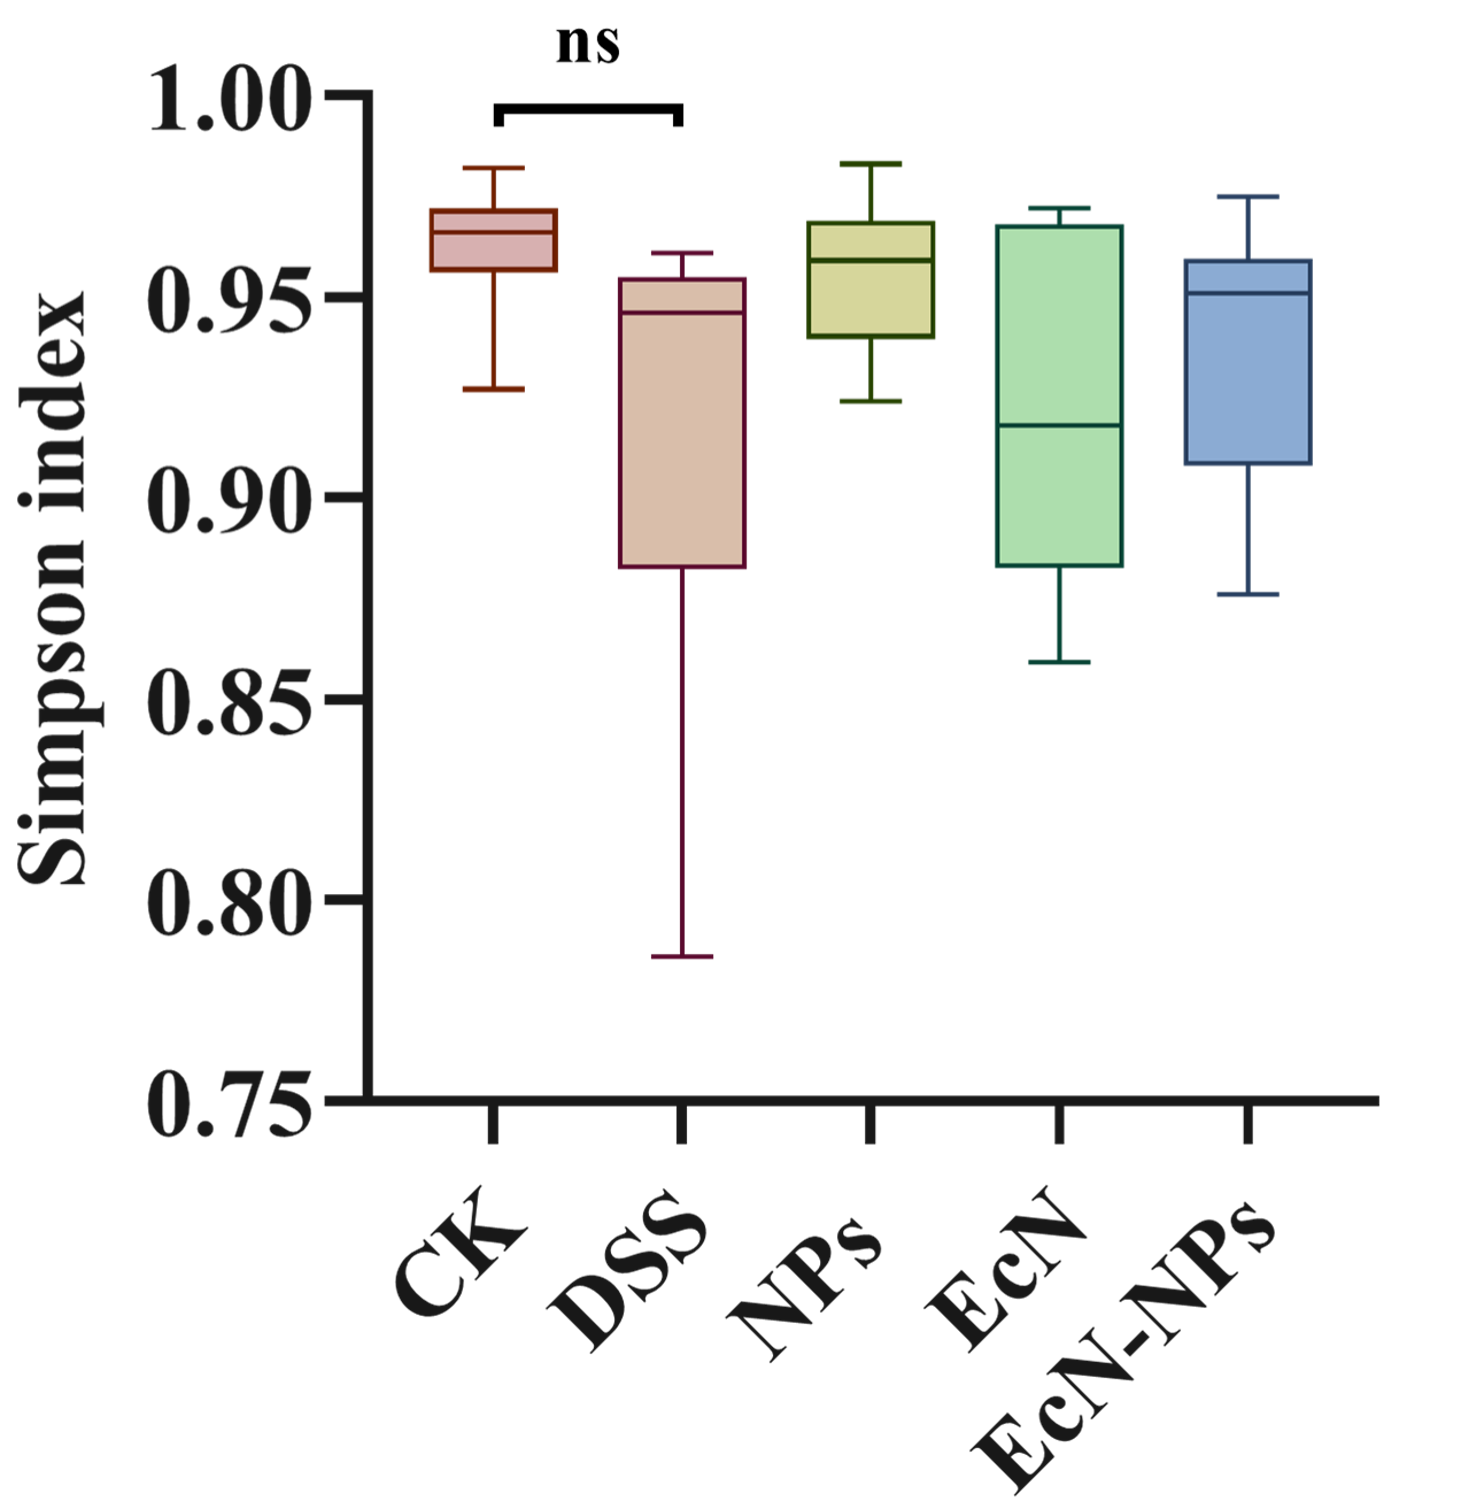 ns
1.00
0.95
0.90
0.85
0.80
0.75
Simpson index
CK
DSS
NPs
EcN
EcN-NPs